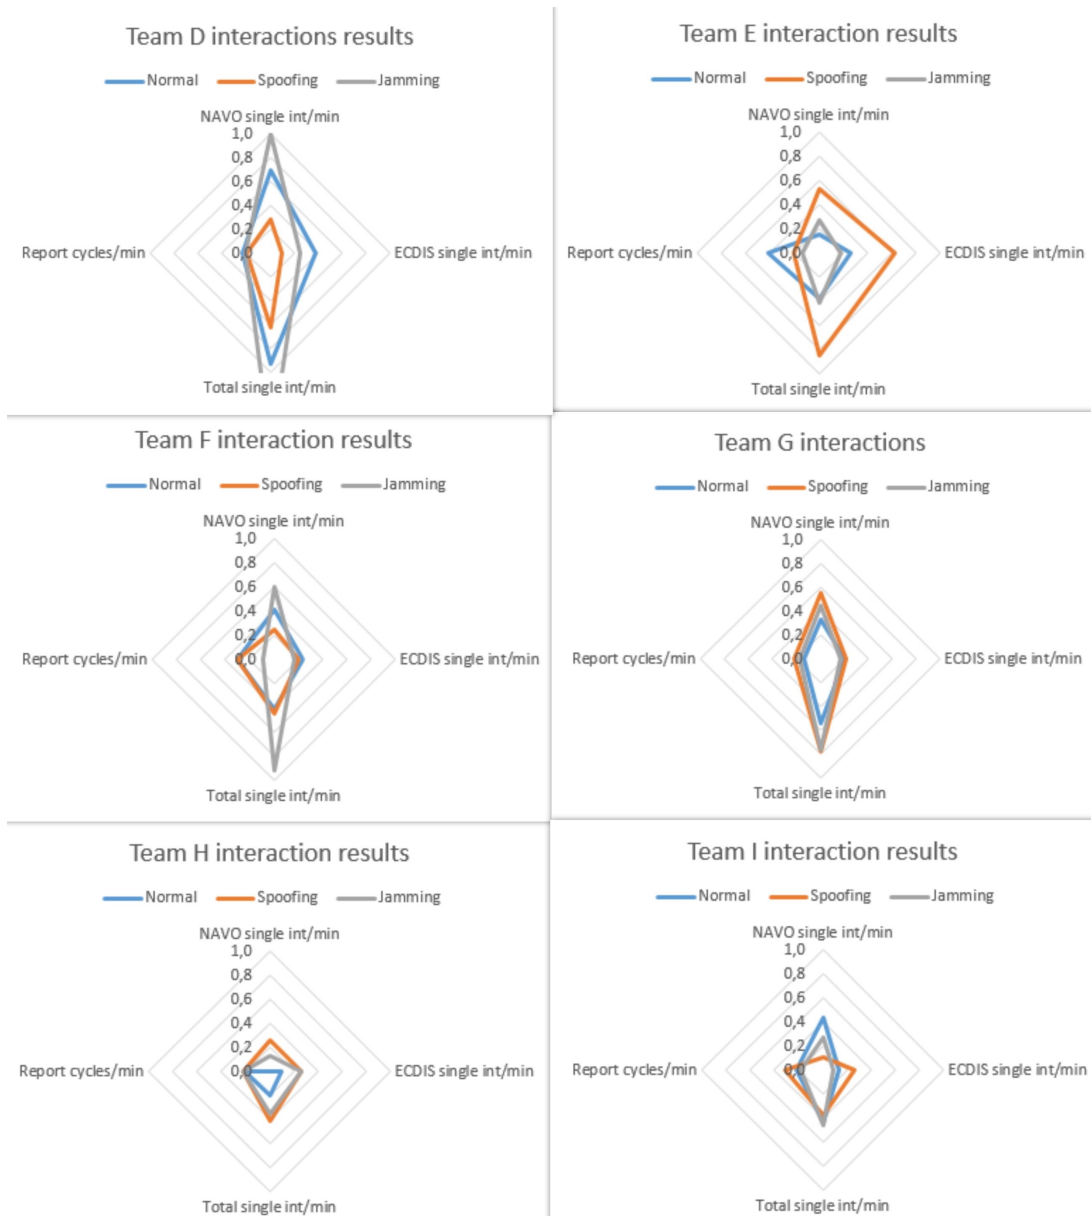 Team D interactions results
Normal Spoofing Jamming
NAVO single int/min
1,0
0,8
0,6
0,4
0,2
Report cycles/min 0,0 ECDIS single int/min
Total single int/min
Team E interaction results
Normal Spoofing Jamming
NAVO single int/min
1,0
0,8
0,6
0,4
0,2
Report cycles/min 0,0 ECDIS single int/min
Total single int/min
Team F interaction results
Normal Spoofing Jamming
NAVO single int/min
1,0
0,8
0,6
0,4
0,2
Report cycles/min 0,0 ECDIS single int/min
Total single int/min
Team G interactions
Normal Spoofing Jamming
NAVO single int/min
1,0
0,8
0,6
0,4
0,2
Report cycles/min 0,0 ECDIS single int/min
Total single int/min
Team H interaction results
Normal Spoofing Jamming
NAVO single int/min
1,0
0,8
0,6
0,4
0,2
Report cycles/min 0,0 ECDIS single int/min
Total single int/min
Team I interaction results
Normal Spoofing Jamming
NAVO single int/min
1,0
0,8
0,6
0,4
0,2
Report cycles/min 0,0 ECDIS single int/min
Total single int/min